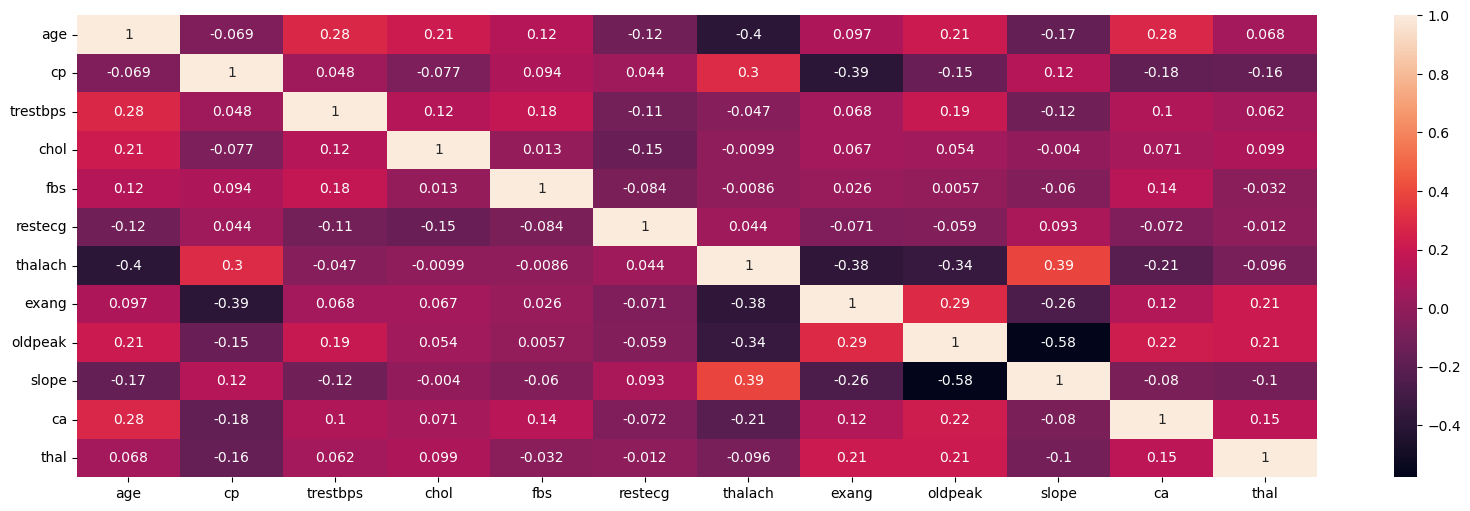 age 1 -0.069 0.28 0.21 0.12 -0.12 -0.4 0.097 0.21 -0.17 0.28 0.068
cp -0.069 1 0.048 -0.077 0.094 0.044 0.3 -0.39 -0.15 0.12 -0.18 -0.16
trestbps 0.28 0.048 1 0.12 0.18 -0.11 -0.047 0.068 0.19 -0.12 0.1 0.062
chol 0.21 -0.077 0.12 1 0.013 -0.15 -0.0099 0.067 0.054 -0.004 0.071 0.099
fbs 0.12 0.094 0.18 0.013 1 -0.084 -0.0086 0.026 0.0057 -0.06 0.14 -0.032
restecg -0.12 0.044 -0.11 -0.15 -0.084 1 0.044 -0.071 -0.059 0.093 -0.072 -0.012
thalach -0.4 0.3 -0.047 -0.0099 -0.0086 0.044 1 -0.38 -0.34 0.39 -0.21 -0.096
exang 0.097 -0.39 0.068 0.067 0.026 -0.071 -0.38 1 0.29 -0.26 0.12 0.21
oldpeak 0.21 -0.15 0.19 0.054 0.0057 -0.059 -0.34 0.29 1 -0.58 0.22 0.21
slope -0.17 0.12 -0.12 -0.004 -0.06 0.093 0.39 -0.26 -0.58 1 -0.08 -0.1
ca 0.28 -0.18 0.1 0.071 0.14 -0.072 -0.21 0.12 0.22 -0.08 1 0.15
thal 0.068 -0.16 0.062 0.099 -0.032 -0.012 -0.096 0.21 0.21 -0.1 0.15 1
age cp trestbps chol fbs restecg thalach exang oldpeak slope ca thal
1.0
0.8
0.6
0.4
0.2
0.0
−0.2
−0.4